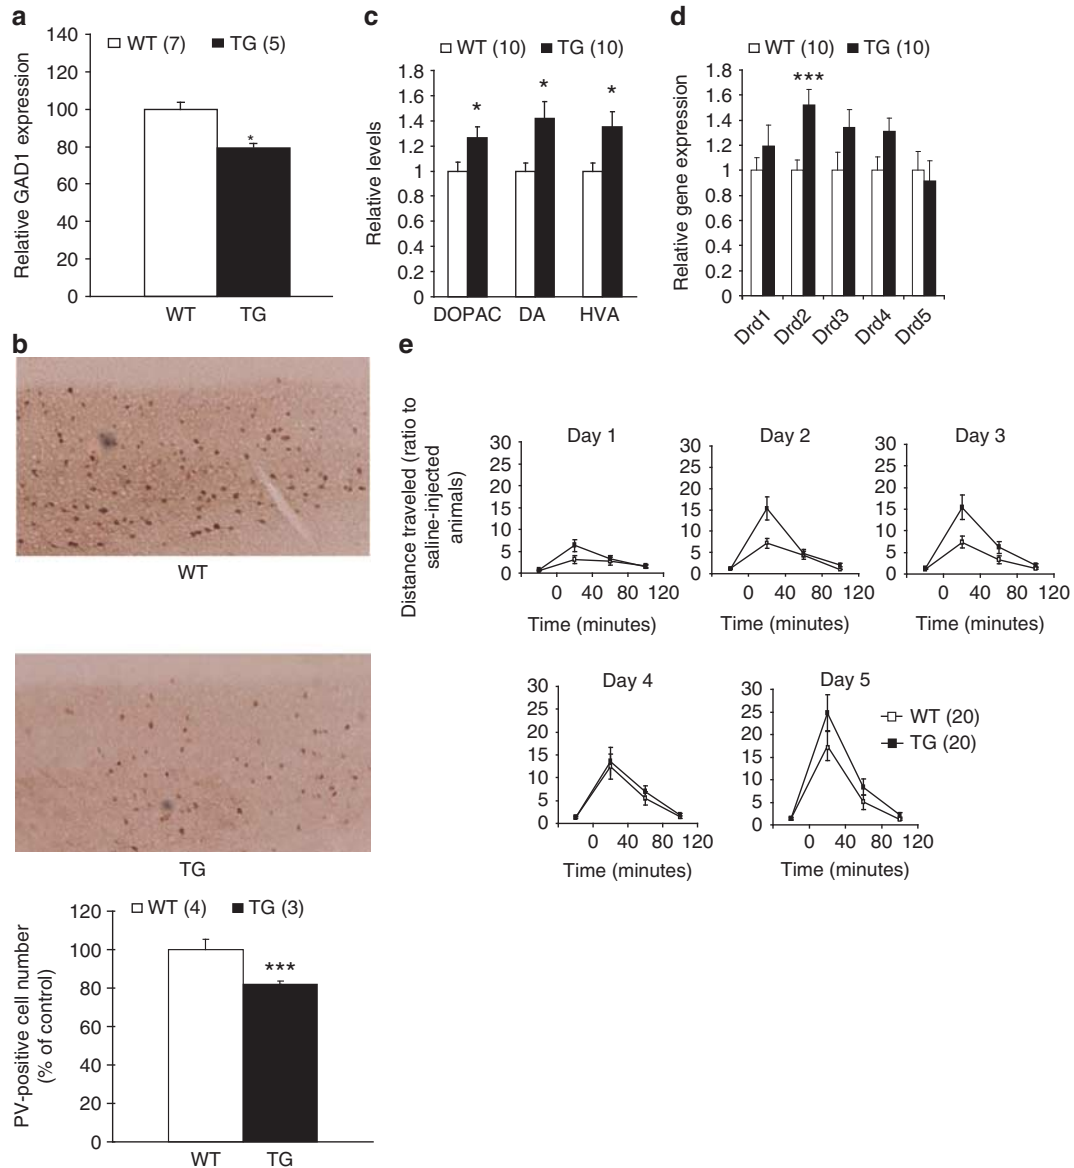 a
WT (7) TG (5)
Relative GAD1 expression
140
120
100
80
60
40
20
0
*
WT TG
b
WT
TG
WT (4) TG (3)
PV-positive cell number
(% of control)
120
100
80
60
40
20
0
***
WT TG
c
WT (10) TG (10)
Relative levels
1.8
1.6
1.4
1.2
1
0.8
0.6
0.4
0.2
0
* * *
DOPAC DA HVA
d
WT (10) TG (10)
Relative gene expression
1.8
1.6
1.4
1.2
1
0.8
0.6
0.4
0.2
0
***
Drd1 Drd2 Drd3 Drd4 Drd5
e
Distance traveled (ratio to
saline-injected
animals)
Day 1
30
25
20
15
10
5
0
0 40 80 120
Time (minutes)
Day 2
30
25
20
15
10
5
0
0 40 80 120
Time (minutes)
Day 3
30
25
20
15
10
5
0
0 40 80 120
Time (minutes)
Day 4
30
25
20
15
10
5
0
0 40 80 120
Time (minutes)
Day 5
30
25
20
15
10
5
0
0 40 80 120
Time (minutes)
WT (20)
TG (20)